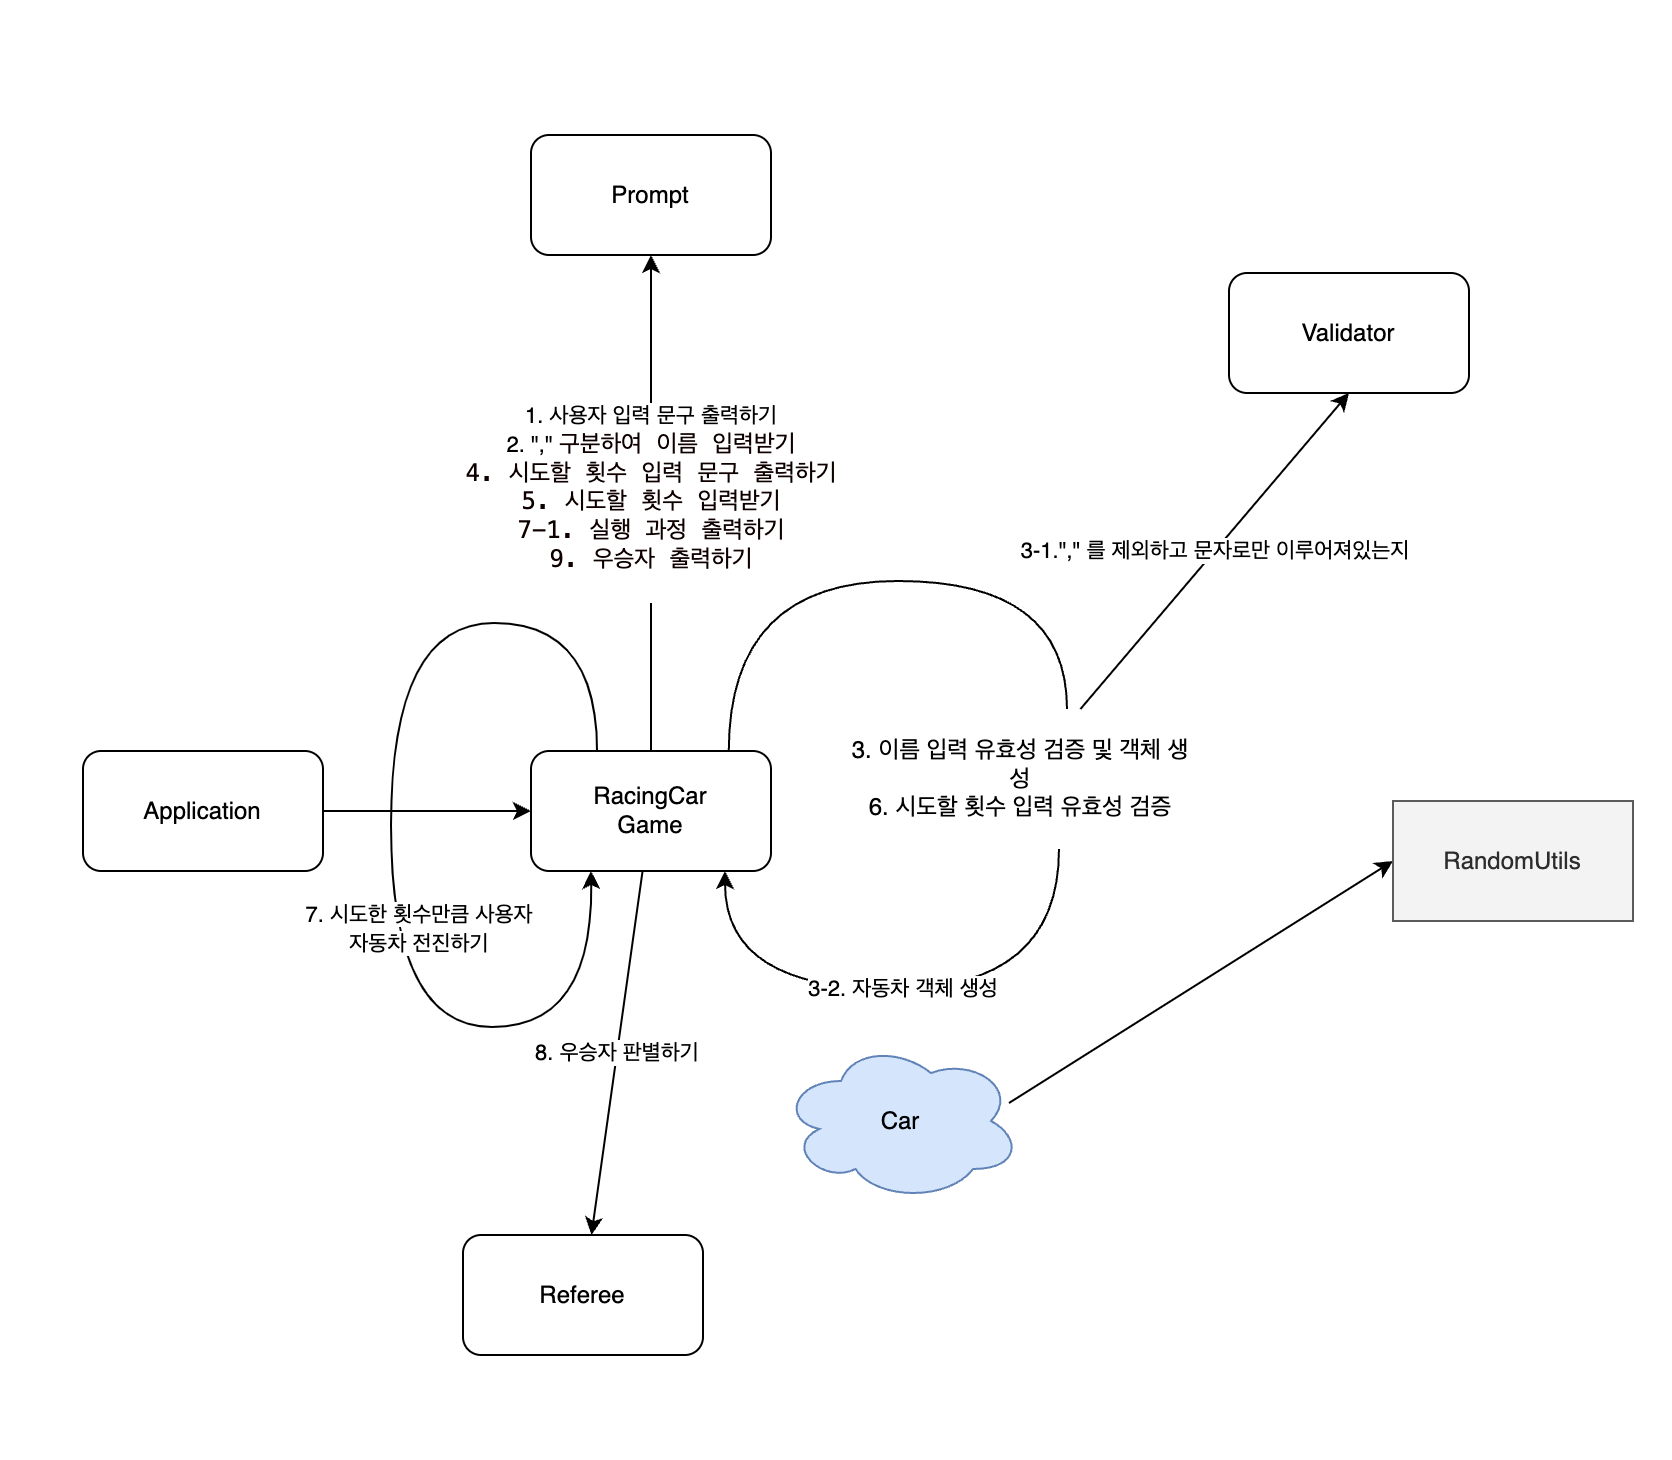 Prompt
Validator
1. 사용자 입력 문구 출력하기
2. "," 구분하여 이름 입력받기
4. 시도할 횟수 입력 문구 출력하기
5. 시도할 횟수 입력받기
7-1. 실행 과정 출력하기
9. 우승자 출력하기
3-1."," 를 제외하고 문자로만 이루어져있는지
3. 이름 입력 유효성 검증 및 객체 생
성
6. 시도할 횟수 입력 유효성 검증
Application
RacingCar
Game
RandomUtils
7. 시도한 횟수만큼 사용자
자동차 전진하기
3-2. 자동차 객체 생성
8. 우승자 판별하기
Car
Referee